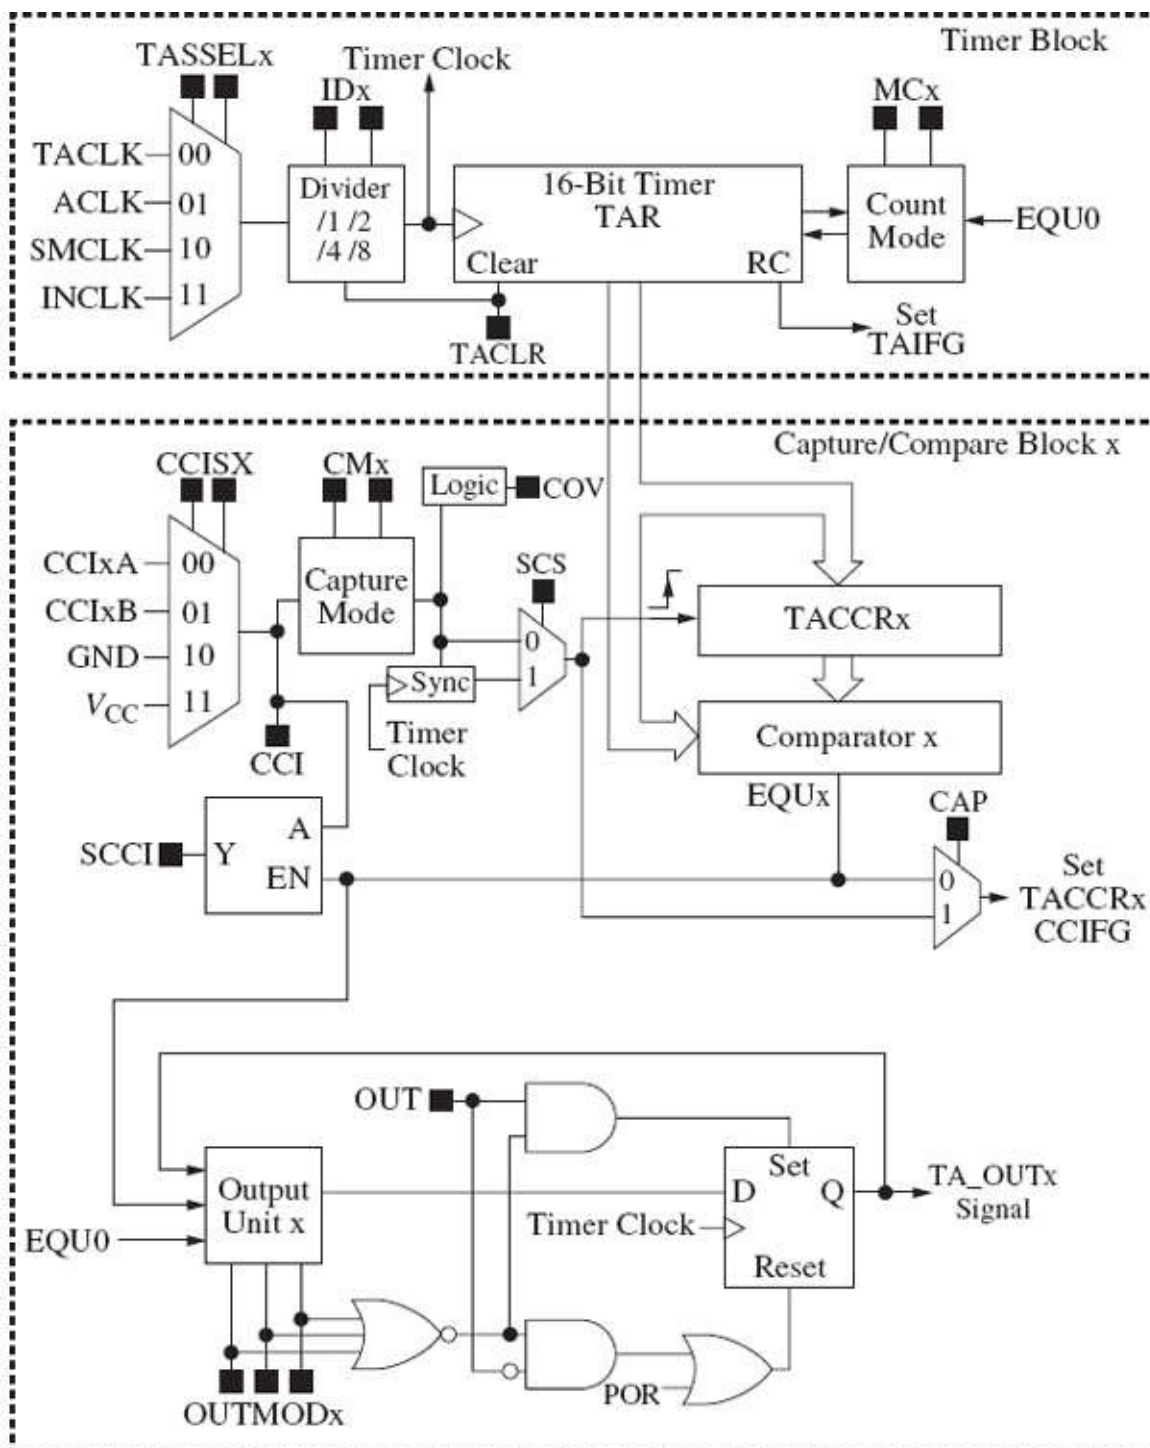 Timer Block
TASSELx
Timer Clock
IDx
MCx
TACLK
00
ACLK
01
SMCLK
10
INCLK
11
Divider
/1 /2
/4 /8
16-Bit Timer
TAR
Clear
RC
Count
Mode
EQU0
TACLR
Set
TAIFG
Capture/Compare Block x
CCISX
CMx
Logic
COV
CCIxA
00
CCIxB
01
GND
10
VCC
11
Capture
Mode
SCS
0
1
Sync
Timer
Clock
CCI
TACCRx
Comparator x
EQUx
CAP
0
1
Set
TACCRx
CCIFG
SCCI
Y
A
EN
OUT
Output
Unit x
EQU0
Set
D
Q
Timer Clock
Reset
TA_OUTx
Signal
POR
OUTMODx